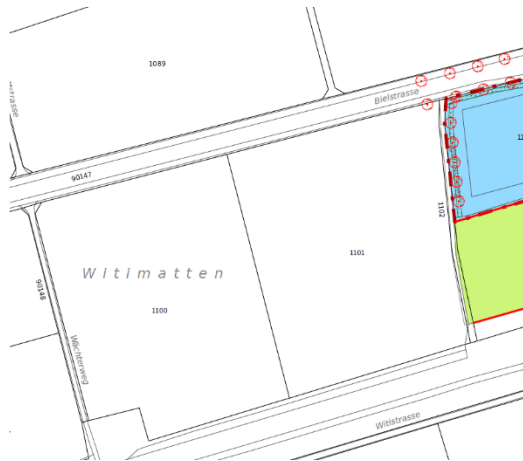 1089
Bielstrasse
90147
1102
1101
Witimatten
1100
90148
Wächterweg
Witistrasse